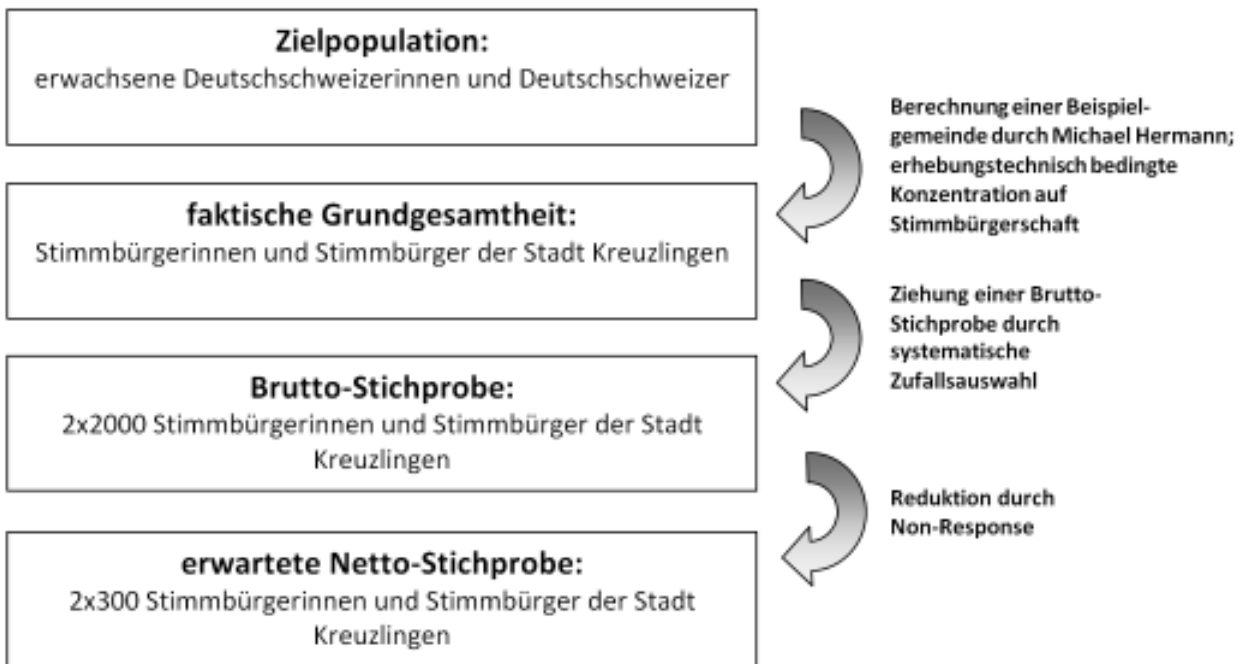 Zielpopulation:
erwachsene Deutschschweizerinnen und Deutschschweizer
Berechnung einer Beispiel-
gemeinde durch Michael Hermann;
erhebungstechnisch bedingte
Konzentration auf
Stimmbürgerschaft
faktische Grundgesamtheit:
Stimmbürgerinnen und Stimmbürger der Stadt Kreuzlingen
Ziehung einer Brutto-
Stichprobe durch
systematische
Zufallsauswahl
Brutto-Stichprobe:
2x2000 Stimmbürgerinnen und Stimmbürger der Stadt
Kreuzlingen
Reduktion durch
Non-Response
erwartete Netto-Stichprobe:
2x300 Stimmbürgerinnen und Stimmbürger der Stadt
Kreuzlingen